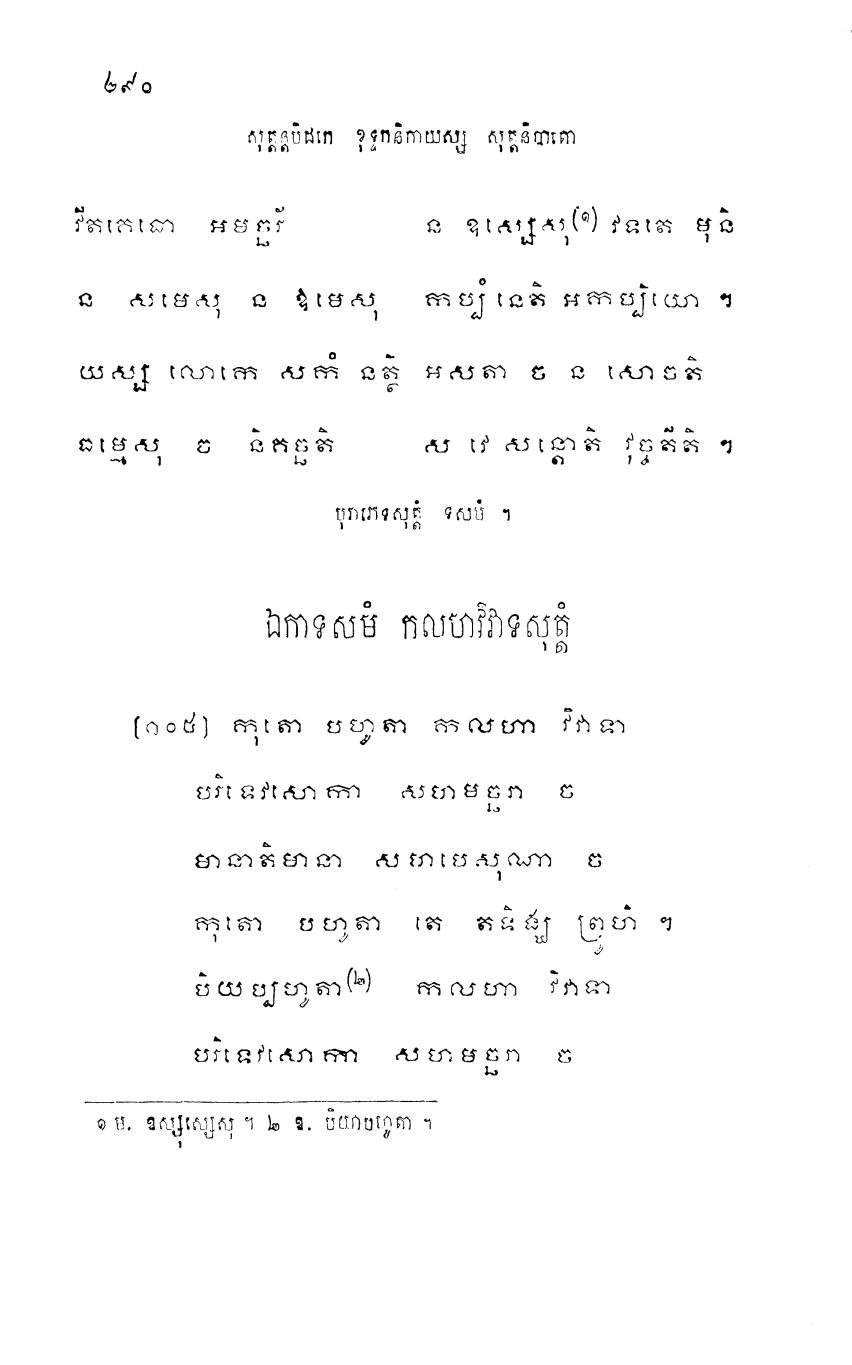 ២៩០
សុត្តន្តបិដកេ ខុទ្ទកនិកាយស្ស សុត្តនិបាតោ
វីតគេធោ អមច្ឆរី ន ឧស្សេសុ(១) វទតេ មុនិ
ន សមេសុ ន ឱមេសុ កប្បំ នេតិ អកប្បិយោ ។
យស្ស លោកេ សកំ នត្ថិ អសតា ច ន សោចតិ
ធម្មេសុ ច និគច្ឆតិ ស វេ សន្តោតិ វុច្ចតីតិ ។
បុរាភេទសុត្តំ ទសមំ ។
ឯកាទសមំ កលហវិវាទសុត្តំ
[១០៥] កុតោ បហូតា កលហា វិវាទា
បរិទេវសោកា សហមច្ឆរា ច
មានាតិមានា សហបេសុណា ច
កុតោ បហូតា តេ តទិង្ឃ ព្រូហិ ។
បិយប្បហូតា(២) កលហា វិវាទា
បរិទេវសោកា សហមច្ឆរា ច
១ ម. ឧស្សុស្សេសុ ។ ២ ឱ. បិយាបហូតា ។